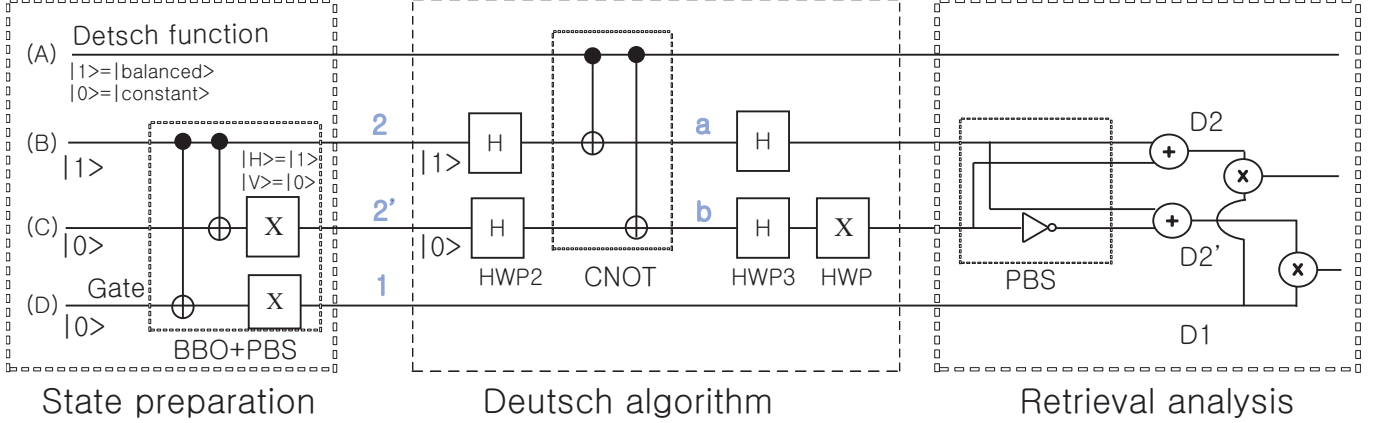 Detsch function
(A)
|1>=|balanced>
|0>=|constant>
(B)
|1>
|H>=|1>
|V>=|0>
(C)
|0>
X
Gate
(D)
|0>
X
BBO+PBS
State preparation
2
2'
1
H
|1>
H
|0>
HWP2
CNOT
a
b
H
H
X
HWP3
HWP
Deutsch algorithm
PBS
+
D2
x
+
D2'
x
D1
Retrieval analysis